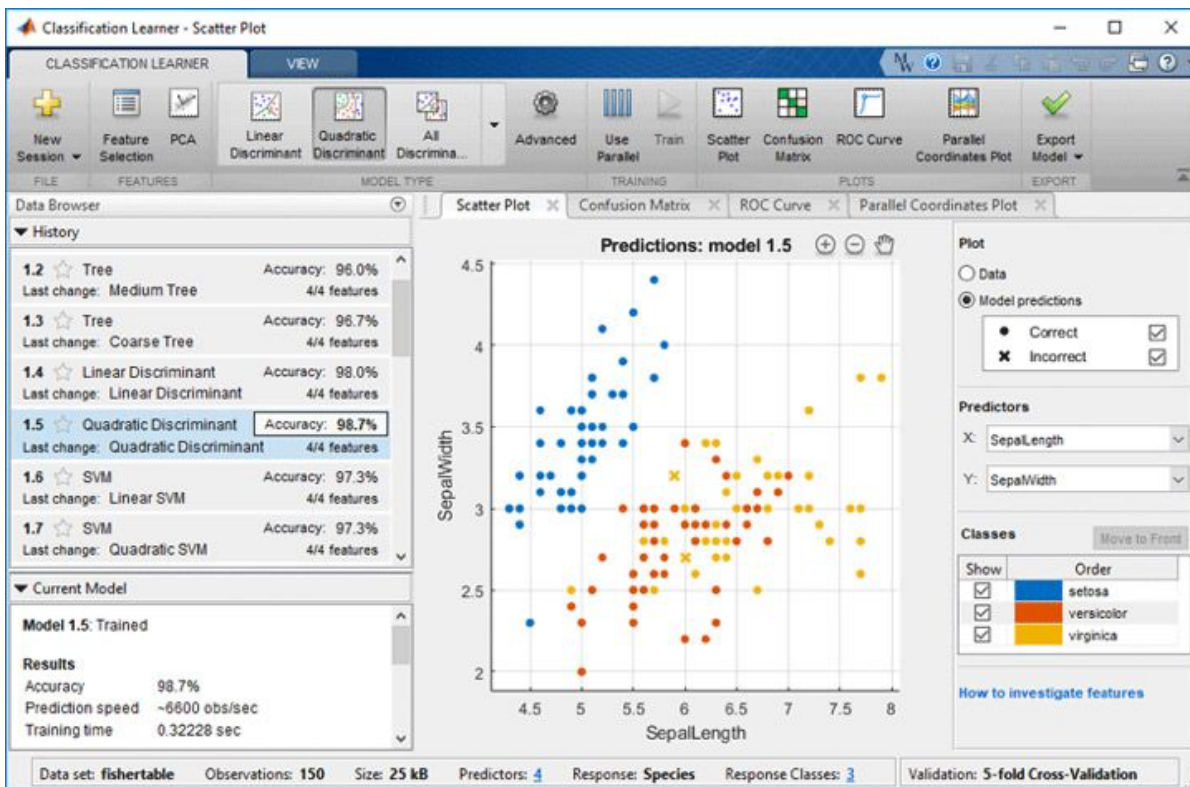 Classification Learner - Scatter Plot
CLASSIFICATION LEARNER VIEW
New Session
Feature Selection
PCA
Linear Discriminant
Quadratic Discriminant
All Discrimina...
Advanced
Use Parallel
Train
Scatter Plot
Confusion Matrix
ROC Curve
Parallel Coordinates Plot
Export Model
FILE FEATURES MODEL TYPE TRAINING PLOTS EXPORT
Data Browser
History
1.2 Tree Accuracy: 96.0%
Last change: Medium Tree 4/4 features
1.3 Tree Accuracy: 96.7%
Last change: Coarse Tree 4/4 features
1.4 Linear Discriminant Accuracy: 98.0%
Last change: Linear Discriminant 4/4 features
1.5 Quadratic Discriminant Accuracy: 98.7%
Last change: Quadratic Discriminant 4/4 features
1.6 SVM Accuracy: 97.3%
Last change: Linear SVM 4/4 features
1.7 SVM Accuracy: 97.3%
Last change: Quadratic SVM 4/4 features
Current Model
Model 1.5: Trained
Results
Accuracy 98.7%
Prediction speed ~6600 obs/sec
Training time 0.32228 sec
Scatter Plot Confusion Matrix ROC Curve Parallel Coordinates Plot
Predictions: model 1.5
4.5
4
3.5
3
2.5
2
SepalWidth
4.5 5 5.5 6 6.5 7 7.5 8
SepalLength
Plot
Data
Model predictions
Correct
Incorrect
Predictors
X: SepalLength
Y: SepalWidth
Classes Move to Front
Show Order
setosa
versicolor
virginica
How to investigate features
Data set: fishertable Observations: 150 Size: 25 kB Predictors: 4 Response: Species Response Classes: 3 Validation: 5-fold Cross-Validation